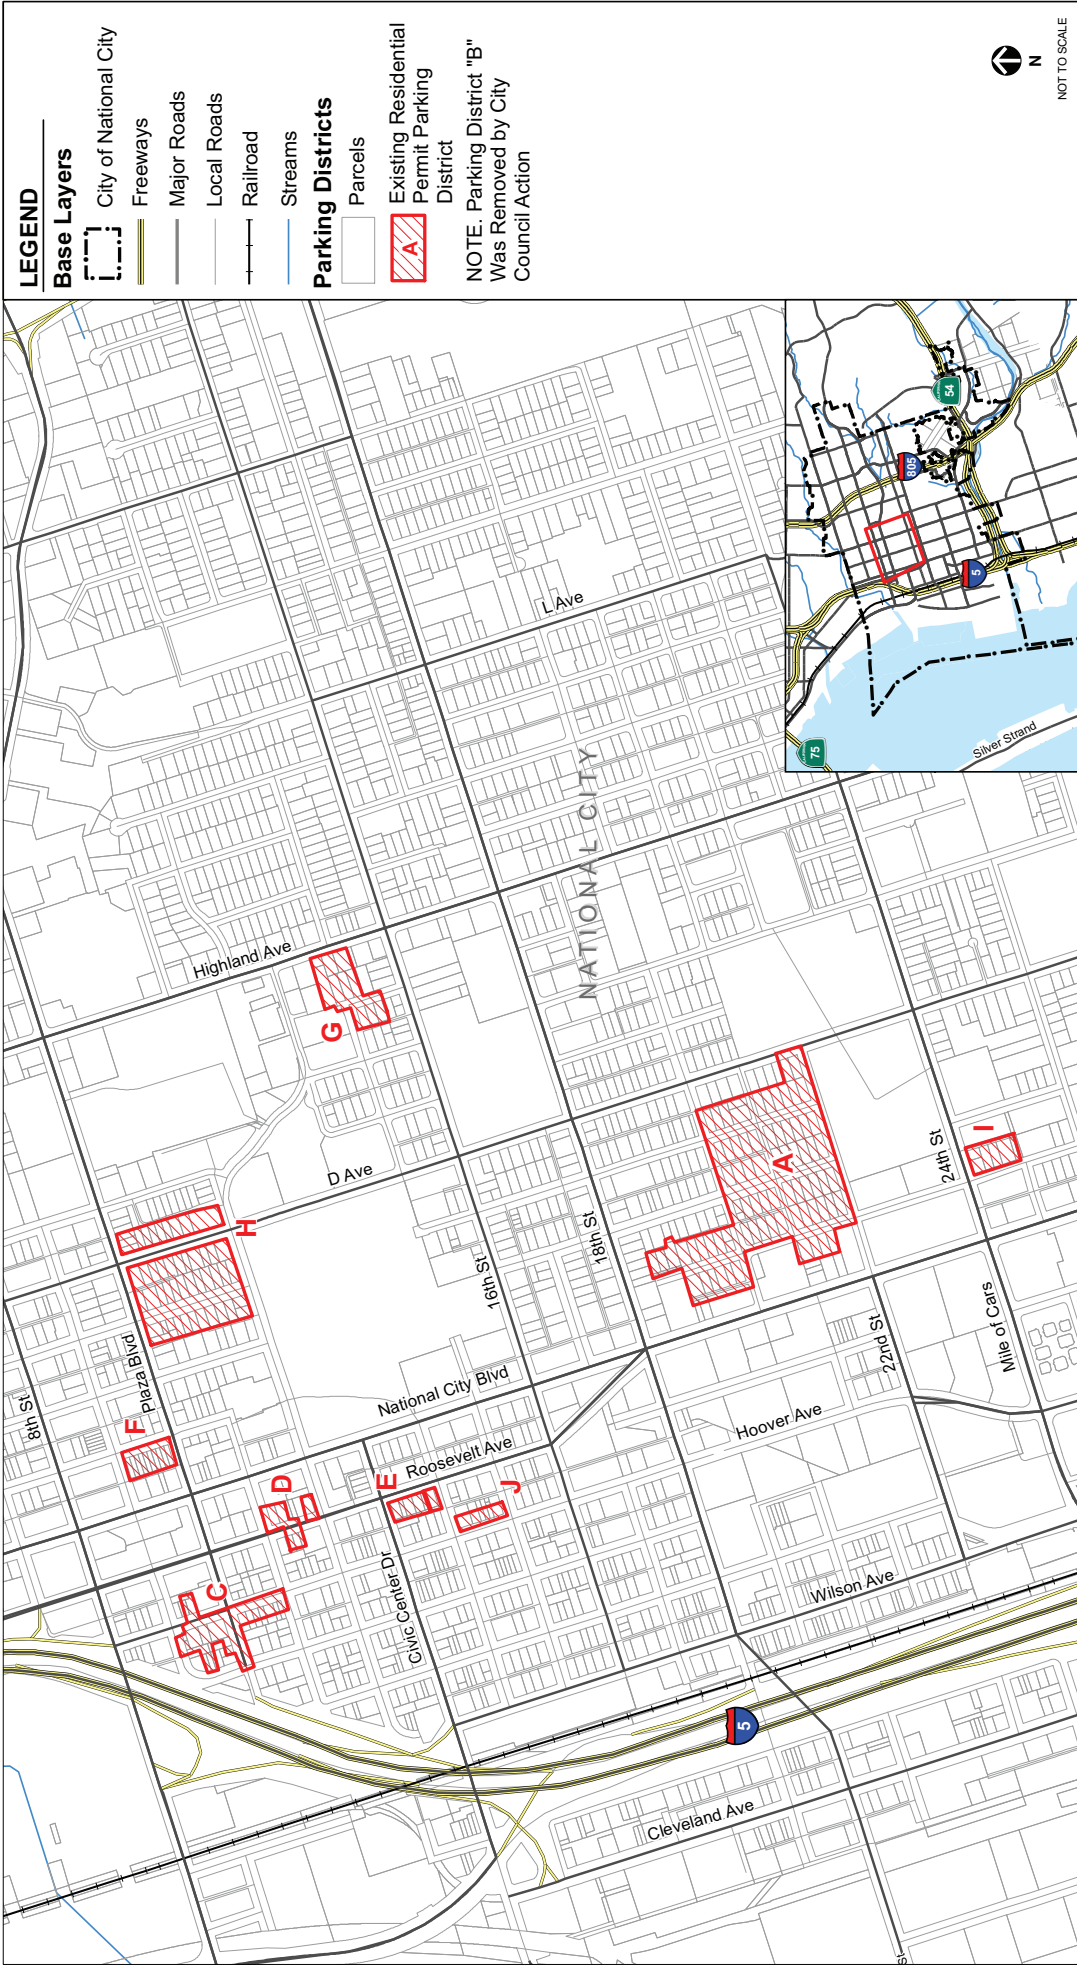 LEGEND
Base Layers
City of National City
Freeways
Major Roads
Local Roads
Railroad
Streams
Parking Districts
Parcels
A
Existing Residential
Permit Parking
District
NOTE. Parking District "B"
Was Removed by City
Council Action
N
NOT TO SCALE
8th St
Plaza Blvd
F
H
D Ave
Highland Ave
G
L Ave
C
D
E
J
National City Blvd
Roosevelt Ave
Civic Center Dr
16th St
18th St
NATIONAL CITY
A
I
24th St
22nd St
Mile of Cars
Hoover Ave
Wilson Ave
5
Cleveland Ave
st
75
5
805
54
Silver Strand